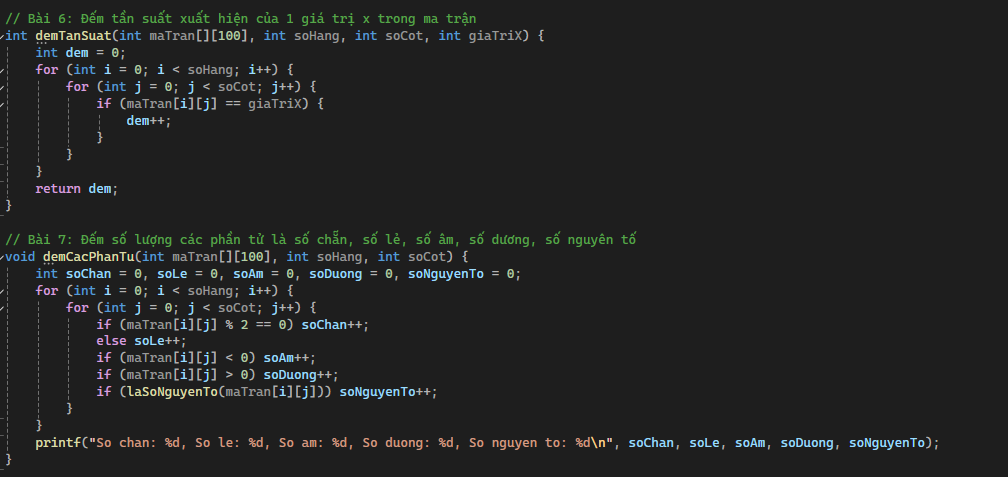 // Bài 6: Đếm tần suất xuất hiện của 1 giá trị x trong ma trận
int demTanSuat(int maTran[][100], int soHang, int soCot, int giaTriX) {
    int dem = 0;
    for (int i = 0; i < soHang; i++) {
        for (int j = 0; j < soCot; j++) {
            if (maTran[i][j] == giaTriX) {
                dem++;
            }
        }
    }
    return dem;
}
// Bài 7: Đếm số lượng các phần tử là số chẵn, số lẻ, số âm, số dương, số nguyên tố
void demCacPhanTu(int maTran[][100], int soHang, int soCot) {
    int soChan = 0, soLe = 0, soAm = 0, soDuong = 0, soNguyenTo = 0;
    for (int i = 0; i < soHang; i++) {
        for (int j = 0; j < soCot; j++) {
            if (maTran[i][j] % 2 == 0) soChan++;
            else soLe++;
            if (maTran[i][j] < 0) soAm++;
            if (maTran[i][j] > 0) soDuong++;
            if (laSoNguyenTo(maTran[i][j])) soNguyenTo++;
        }
    }
    printf("So chan: %d, So le: %d, So am: %d, So duong: %d, So nguyen to: %d\n", soChan, soLe, soAm, soDuong, soNguyenTo);
}